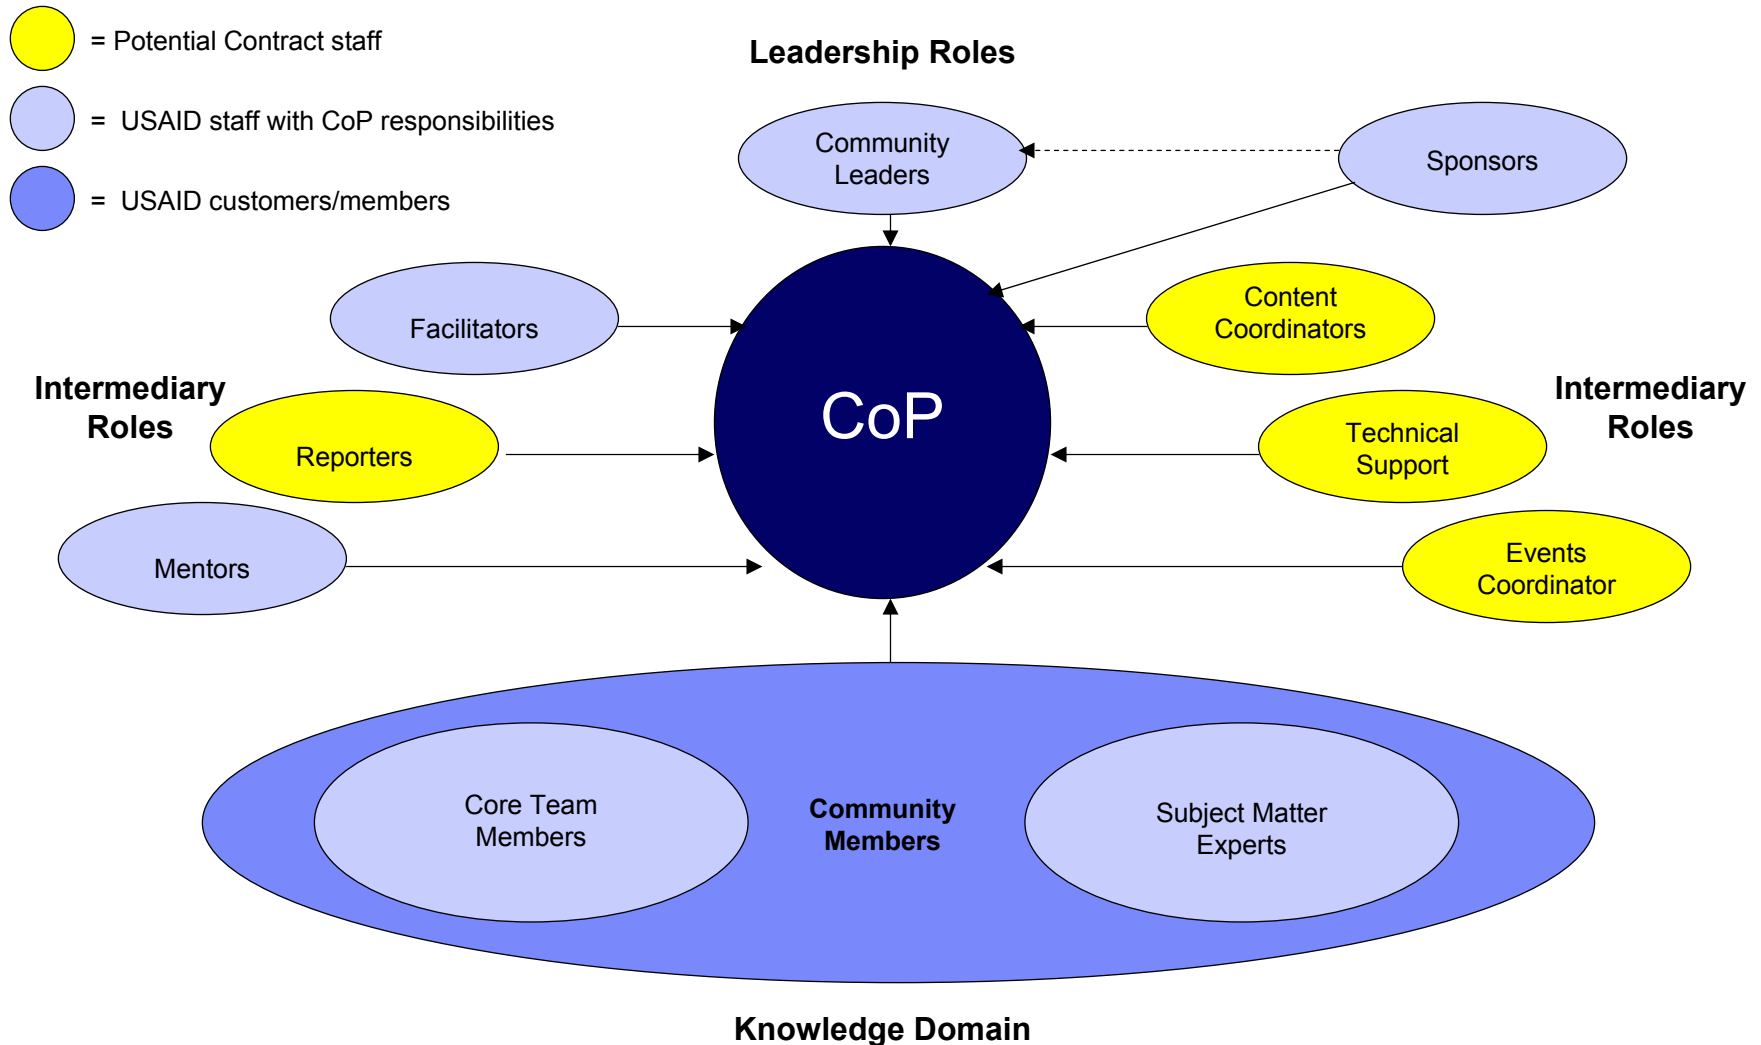 = Potential Contract staff
= USAID staff with CoP responsibilities
= USAID customers/members
Leadership Roles
Community
Leaders
Sponsors
Facilitators
Content
Coordinators
Intermediary
Roles
Reporters
CoP
Technical
Support
Intermediary
Roles
Mentors
Events
Coordinator
Core Team
Members
Community
Members
Subject Matter
Experts
Knowledge Domain